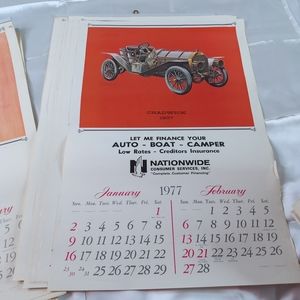 CHADWICK
1907
LET ME FINANCE YOUR
AUTO - BOAT - CAMPER
Low Rates - Creditors Insurance
NATIONWIDE
CONSUMER SERVICES, INC.
"Complete Consumer Financing"
January 1977 February
Sun. Mon. Tues. Wed. Thur. Fri. Sat. Sun. Mon. Tues. Wed. Thur. Fri. Sat.
1 1 2 3 4 5
2 3 4 5 6 7 8 6 7 8 9 10 11 12
9 10 11 12 13 14 15 13 14 15 16 17 18 19
16 17 18 19 20 21 22 20 21 22 23 24 25 26
23/30 24/31 25 26 27 28 29 27 28